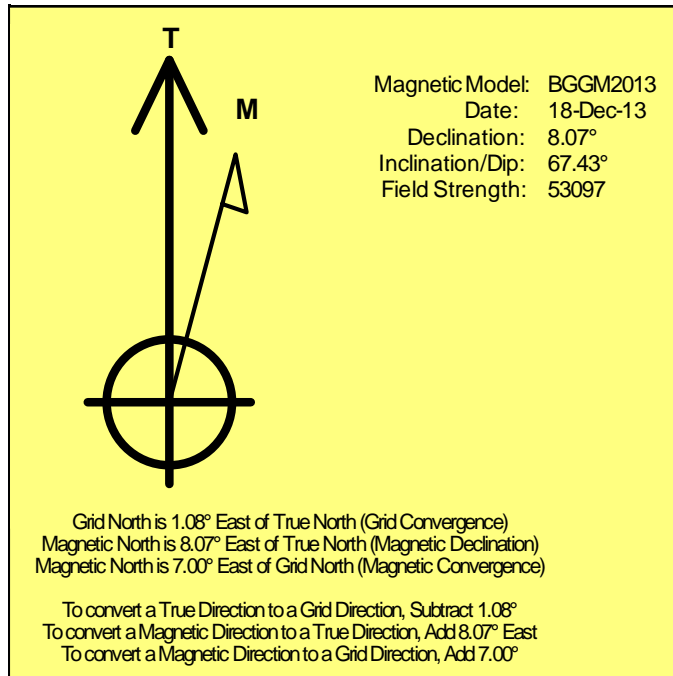 T
M
Magnetic Model: BGGM2013
Date: 18-Dec-13
Declination: 8.07°
Inclination/Dip: 67.43°
Field Strength: 53097
Grid North is 1.08° East of True North (Grid Convergence)
Magnetic North is 8.07° East of True North (Magnetic Declination)
Magnetic North is 7.00° East of Grid North (Magnetic Convergence)
To convert a True Direction to a Grid Direction, Subtract 1.08°
To convert a Magnetic Direction to a True Direction, Add 8.07° East
To convert a Magnetic Direction to a Grid Direction, Add 7.00°